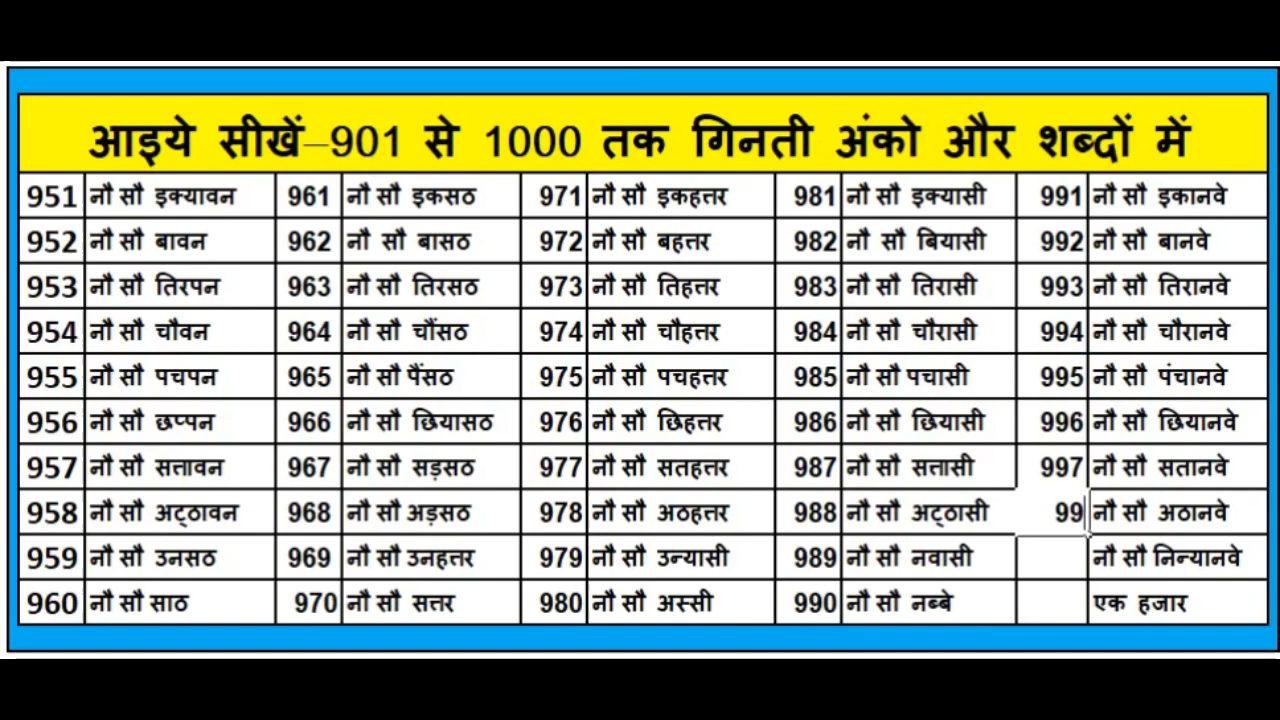 आइये सीखें–901 से 1000 तक गिनती अंको और शब्दों में
951 नौ सौ इक्यावन 961 नौ सौ इकसठ 971 नौ सौ इकहत्तर 981 नौ सौ इक्यासी 991 नौ सौ इकानवे
952 नौ सौ बावन 962 नौ सौ बासठ 972 नौ सौ बहत्तर 982 नौ सौ बियासी 992 नौ सौ बानवे
953 नौ सौ तिरपन 963 नौ सौ तिरसठ 973 नौ सौ तिहत्तर 983 नौ सौ तिरासी 993 नौ सौ तिरानवे
954 नौ सौ चौवन 964 नौ सौ चौंसठ 974 नौ सौ चौहत्तर 984 नौ सौ चौरासी 994 नौ सौ चौरानवे
955 नौ सौ पचपन 965 नौ सौ पैंसठ 975 नौ सौ पचहत्तर 985 नौ सौ पचासी 995 नौ सौ पंचानवे
956 नौ सौ छप्पन 966 नौ सौ छियासठ 976 नौ सौ छिहत्तर 986 नौ सौ छियासी 996 नौ सौ छियानवे
957 नौ सौ सत्तावन 967 नौ सौ सड़सठ 977 नौ सौ सतहत्तर 987 नौ सौ सत्तासी 997 नौ सौ सतानवे
958 नौ सौ अट्ठावन 968 नौ सौ अड़सठ 978 नौ सौ अठहत्तर 988 नौ सौ अट्ठासी 99 नौ सौ अठानवे
959 नौ सौ उनसठ 969 नौ सौ उनहत्तर 979 नौ सौ उन्यासी 989 नौ सौ नवासी नौ सौ निन्यानवे
960 नौ सौ साठ 970 नौ सौ सत्तर 980 नौ सौ अस्सी 990 नौ सौ नब्बे एक हजार